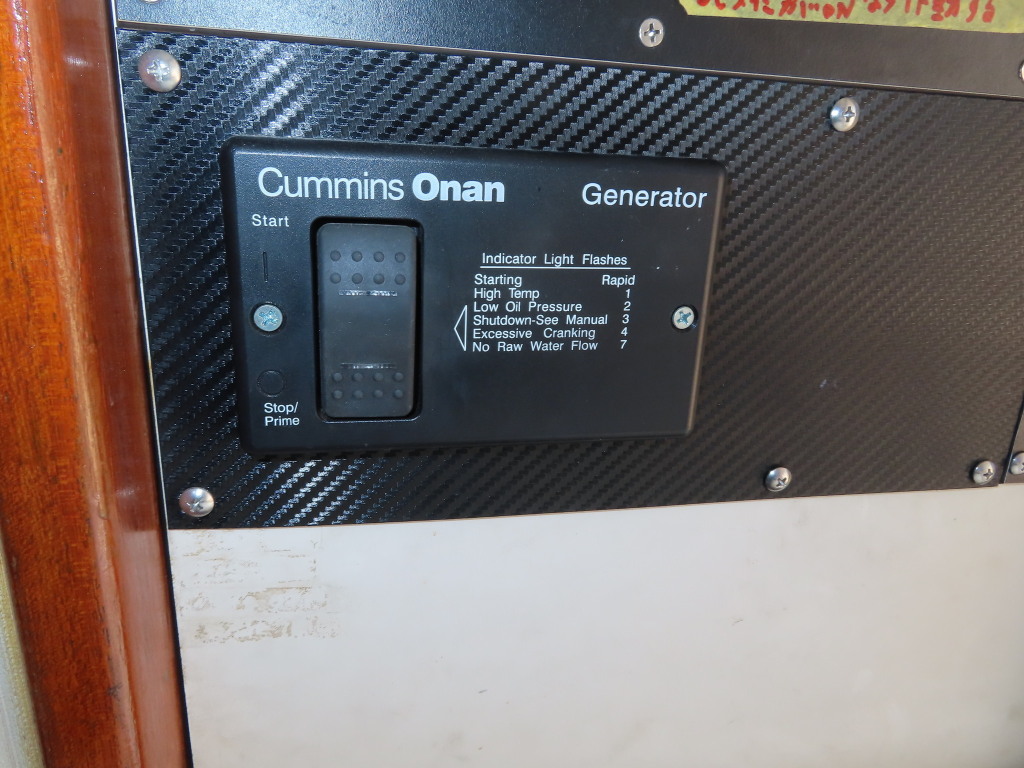 Cummins Onan
Generator
Start
Indicator Light Flashes
Starting Rapid
High Temp 1
Low Oil Pressure 2
Shutdown-See Manual 3
Excessive Cranking 4
No Raw Water Flow 7
Stop/
Prime